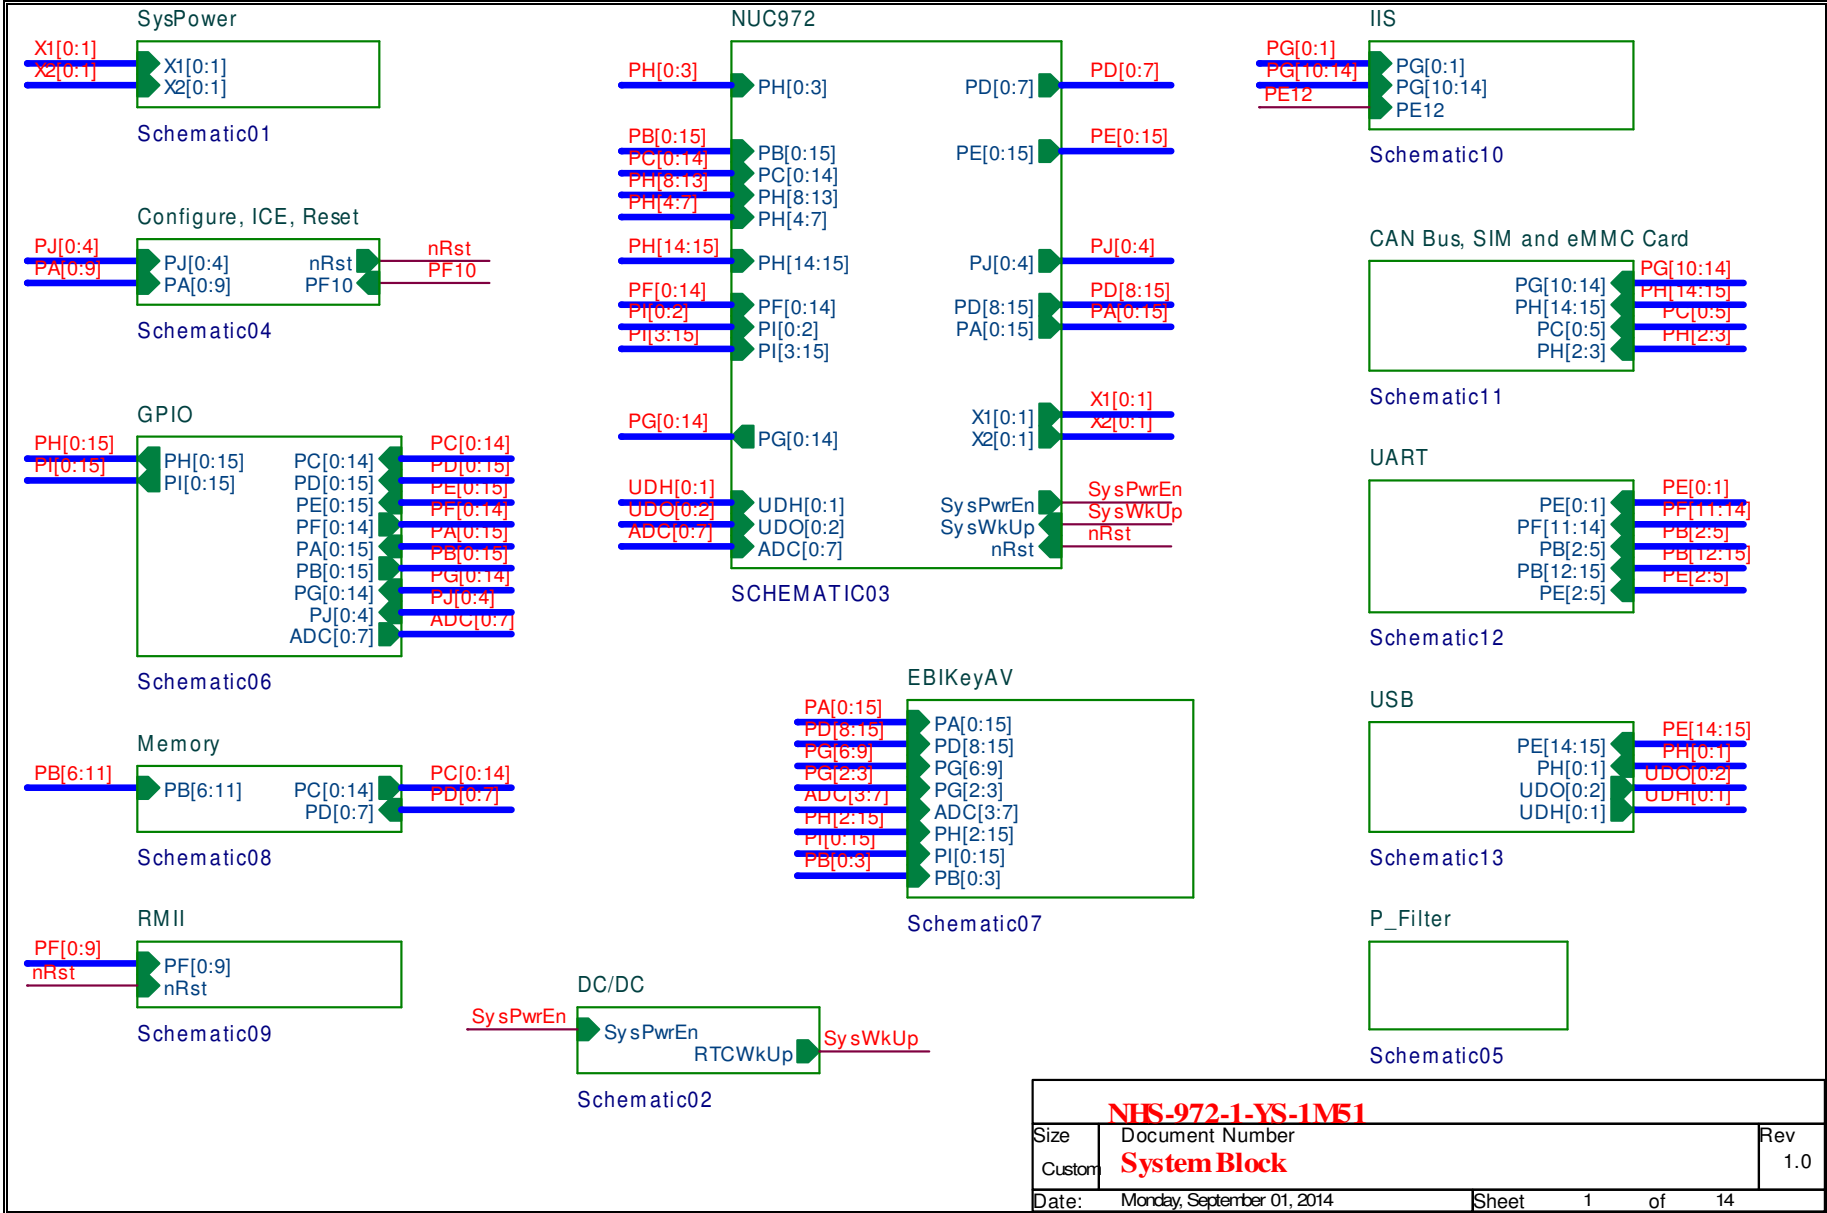 SysPower
X1[0:1]
X2[0:1]
X1[0:1]
X2[0:1]
Schematic01
Configure, ICE, Reset
PJ[0:4]
PA[0:9]
PJ[0:4]
PA[0:9]
nRst
PF10
nRst
PF10
Schematic04
GPIO
PH[0:15]
PI[0:15]
PH[0:15]
PI[0:15]
PC[0:14]
PD[0:15]
PE[0:15]
PF[0:14]
PA[0:15]
PB[0:15]
PG[0:14]
PJ[0:4]
ADC[0:7]
PC[0:14]
PD[0:15]
PE[0:15]
PF[0:14]
PA[0:15]
PB[0:15]
PG[0:14]
PJ[0:4]
ADC[0:7]
Schematic06
Memory
PB[6:11]
PB[6:11]
PC[0:14]
PD[0:7]
PC[0:14]
PD[0:7]
Schematic08
RMII
PF[0:9]
nRst
PF[0:9]
nRst
Schematic09
NUC972
PH[0:3]
PB[0:15]
PC[0:14]
PH[8:13]
PH[4:7]
PH[14:15]
PF[0:14]
PI[0:2]
PI[3:15]
PG[0:14]
UDH[0:1]
UDO[0:2]
ADC[0:7]
PH[0:3]
PB[0:15]
PC[0:14]
PH[8:13]
PH[4:7]
PH[14:15]
PF[0:14]
PI[0:2]
PI[3:15]
PG[0:14]
UDH[0:1]
UDO[0:2]
ADC[0:7]
PD[0:7]
PE[0:15]
PJ[0:4]
PD[8:15]
PA[0:15]
X1[0:1]
X2[0:1]
SysPwrEn
SysWkUp
nRst
PD[0:7]
PE[0:15]
PJ[0:4]
PD[8:15]
PA[0:15]
X1[0:1]
X2[0:1]
SysPwrEn
SysWkUp
nRst
SCHEMATIC03
EBIKeyAV
PA[0:15]
PD[8:15]
PG[6:9]
PG[2:3]
ADC[3:7]
PH[2:15]
PI[0:15]
PB[0:3]
PA[0:15]
PD[8:15]
PG[6:9]
PG[2:3]
ADC[3:7]
PH[2:15]
PI[0:15]
PB[0:3]
Schematic07
DC/DC
SysPwrEn
SysPwrEn
RTCWkUp
SysWkUp
Schematic02
IIS
PG[0:1]
PG[10:14]
PE12
PG[0:1]
PG[10:14]
PE12
Schematic10
CAN Bus, SIM and eMMC Card
PG[10:14]
PH[14:15]
PC[0:5]
PH[2:3]
PG[10:14]
PH[14:15]
PC[0:5]
PH[2:3]
Schematic11
UART
PE[0:1]
PF[11:14]
PB[2:5]
PB[12:15]
PE[2:5]
PE[0:1]
PF[11:14]
PB[2:5]
PB[12:15]
PE[2:5]
Schematic12
USB
PE[14:15]
PH[0:1]
UDO[0:2]
UDH[0:1]
PE[14:15]
PH[0:1]
UDO[0:2]
UDH[0:1]
Schematic13
P_Filter
Schematic05
NHS-972-1-YS-1M51
Size
Custom
Document Number
System Block
Rev
1.0
Date: Monday, September 01, 2014 Sheet 1 of 14